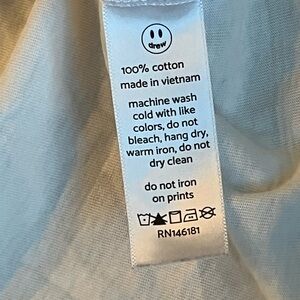 drew
100% cotton
made in vietnam
machine wash
cold with like
colors, do not
bleach, hang dry,
warm iron, do not
dry clean
do not iron
on prints
RN146181